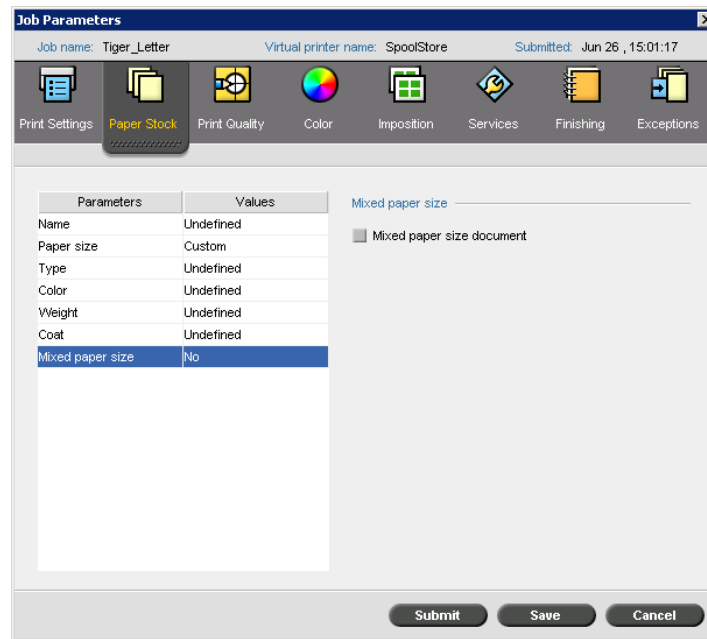 Job Parameters
Job name: Tiger_Letter Virtual printer name: SpoolStore Submitted: Jun 26 , 15:01:17
Print Settings Paper Stock Print Quality Color Imposition Services Finishing Exceptions
Parameters Values
Name Undefined
Paper size Custom
Type Undefined
Color Undefined
Weight Undefined
Coat Undefined
Mixed paper size No
Mixed paper size
Mixed paper size document
Submit Save Cancel